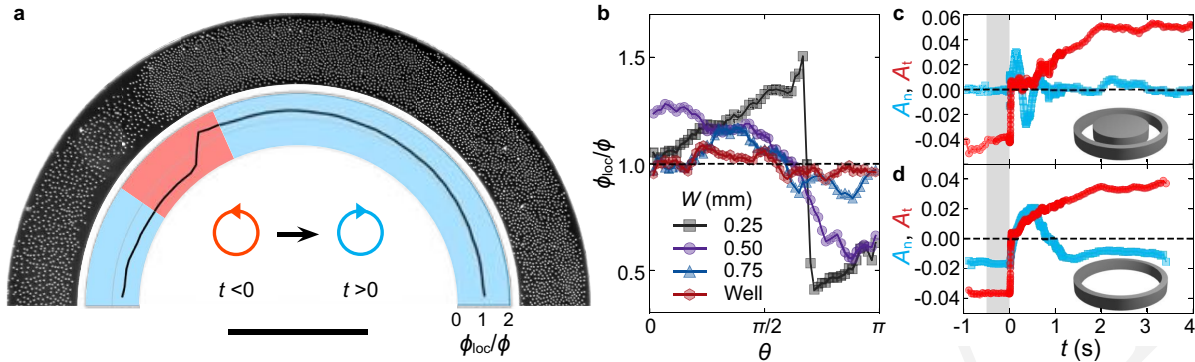 a
t <0
t >0
0 1 2
ϕloc/ϕ
b
1.5
1.0
0.5
ϕloc/ϕ
W (mm)
0.25
0.50
0.75
Well
0
π/2
π
θ
c
0.06
0.04
0.02
0.00
-0.02
-0.04
An, At
d
0.04
0.02
0.00
-0.02
-0.04
An, At
-1 0 1 2 3 4
t (s)